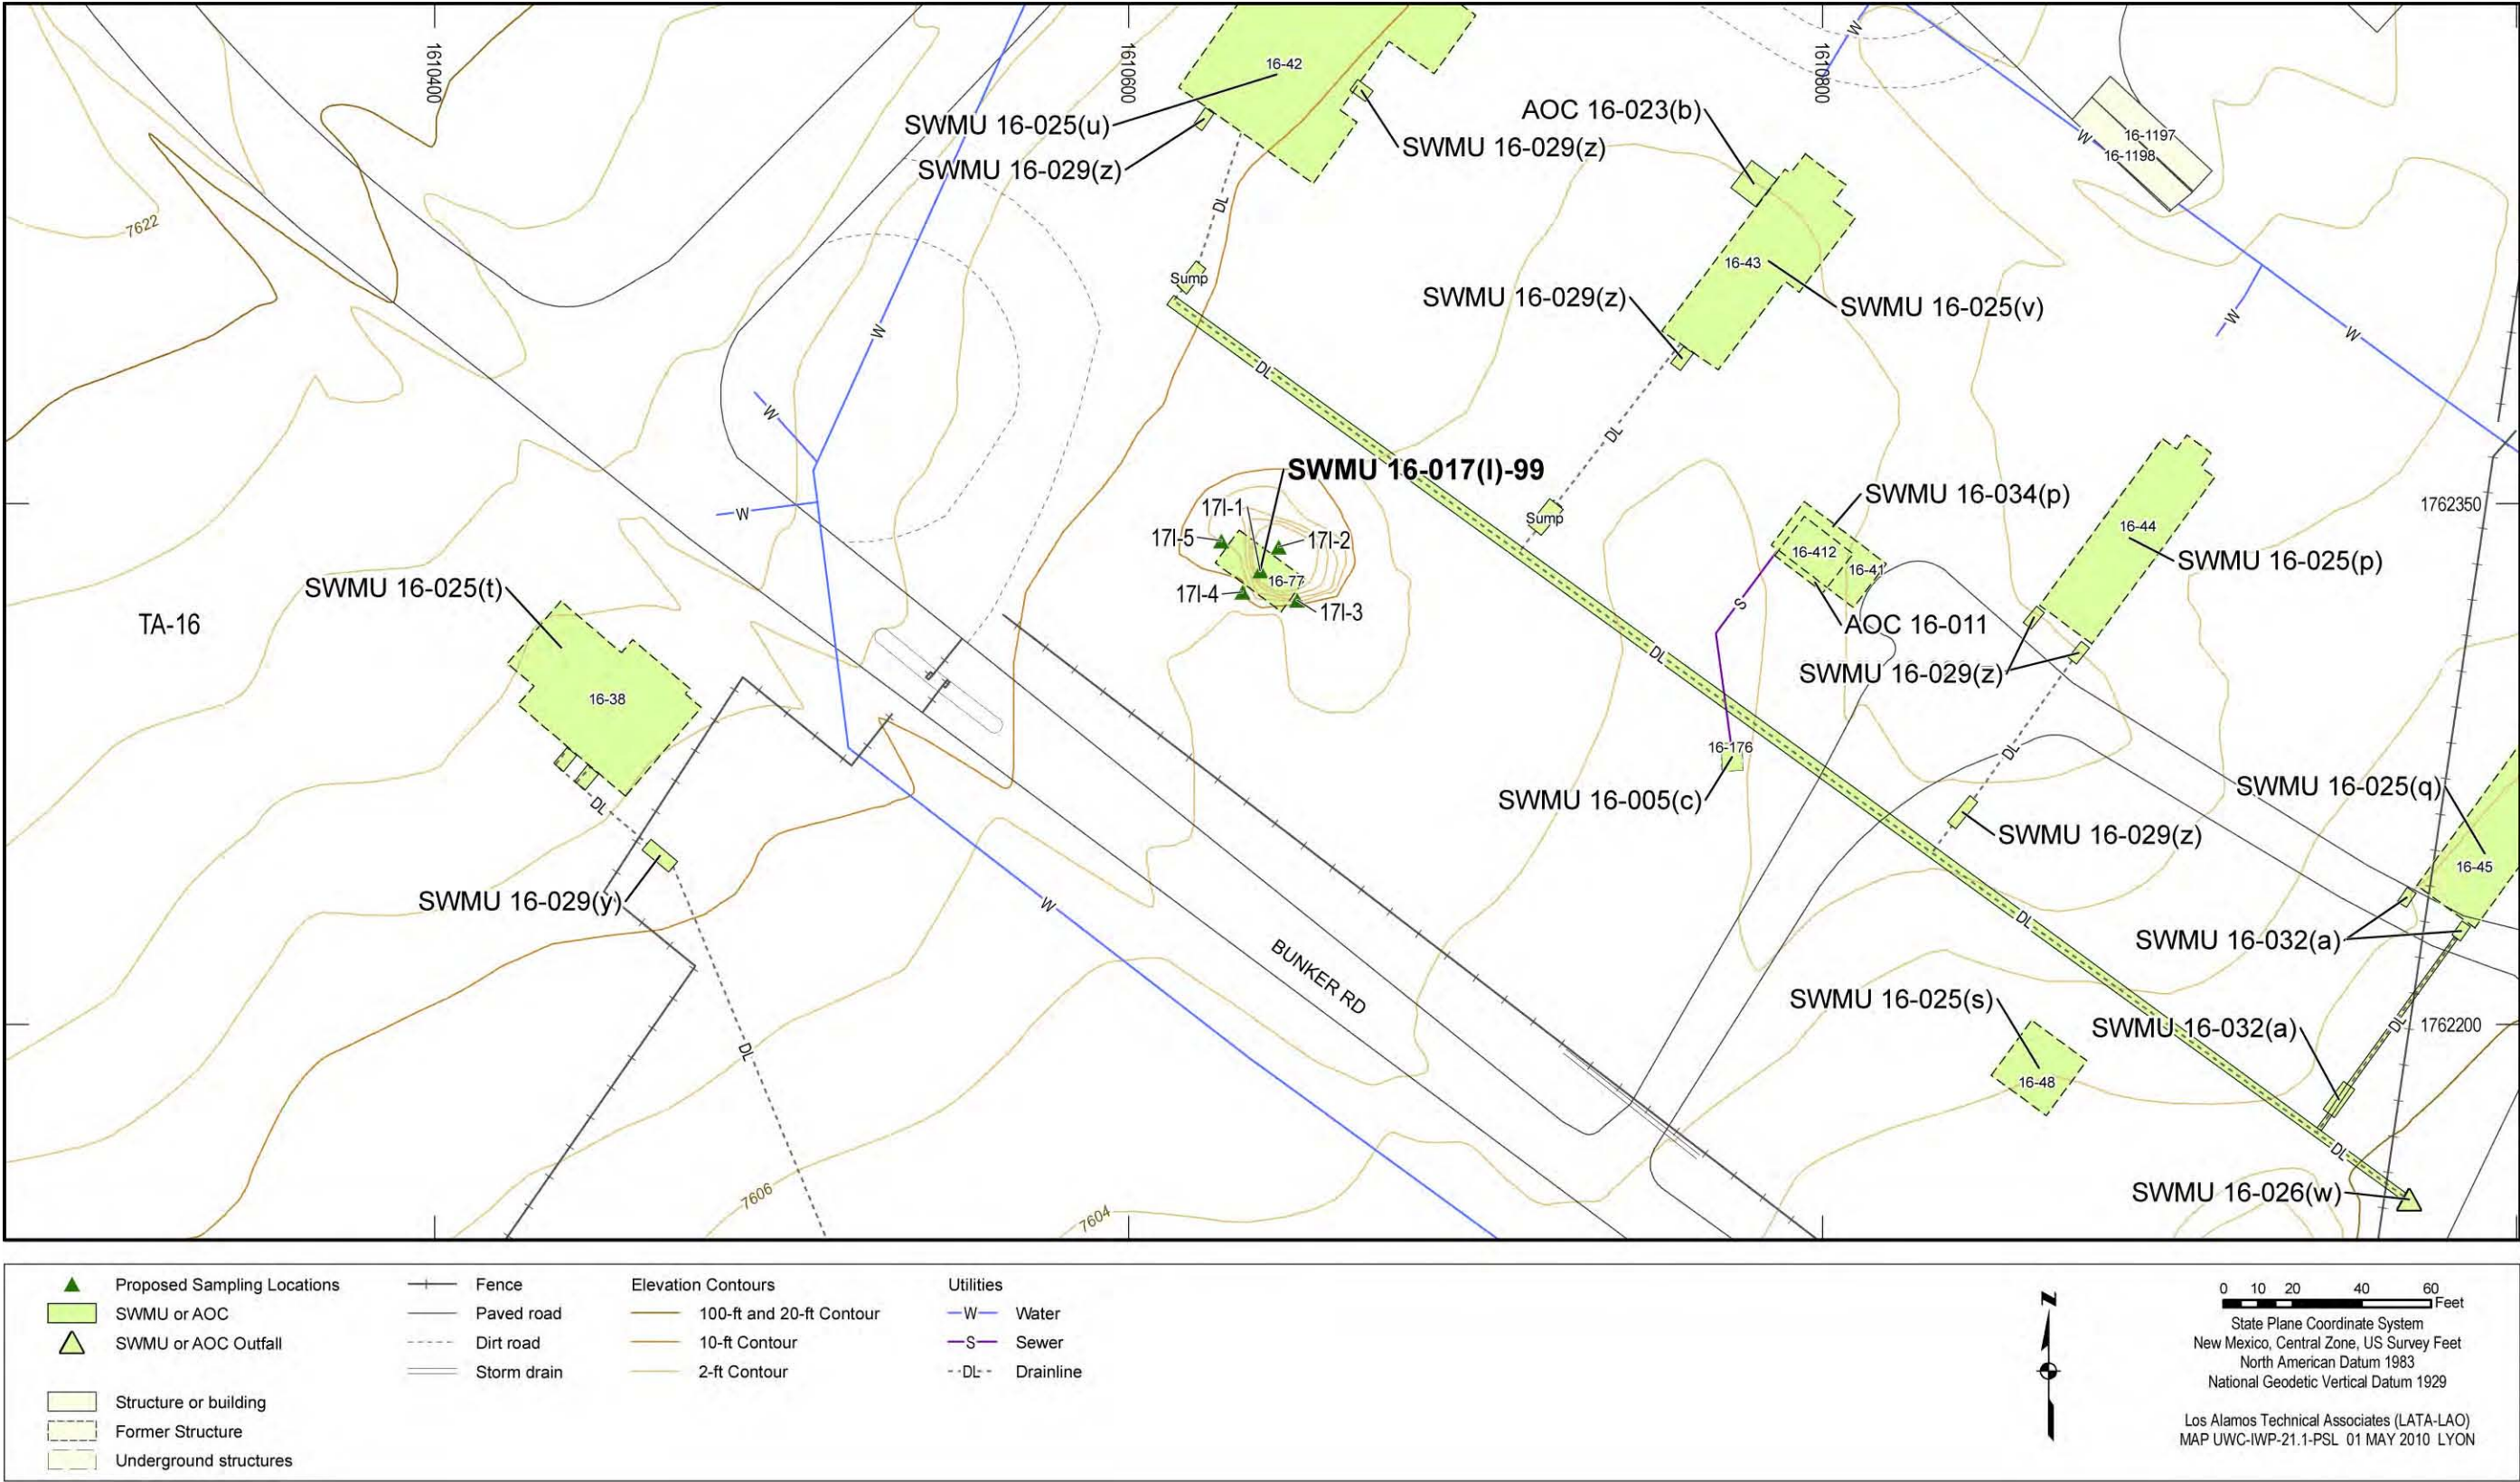 1610400
1610600
1610800
16-42
SWMU 16-025(u)
SWMU 16-029(z)
SWMU 16-029(z)
AOC 16-023(b)
W
W
16-1197
16-1198
7622
DL
Sump
16-43
SWMU 16-029(z)
SWMU 16-025(v)
W
W
W
DL
W
DL
SWMU 16-017(l)-99
17l-1
17l-5
17l-2
16-77
17l-4
17l-3
W
Sump
SWMU 16-034(p)
16-412
16-41
AOC 16-011
16-44
SWMU 16-025(p)
1762350
SWMU 16-025(t)
TA-16
16-38
S
DL
SWMU 16-029(z)
DL
16-176
SWMU 16-005(c)
SWMU 16-025(q)
SWMU 16-029(z)
16-45
DL
SWMU 16-029(y)
W
DL
SWMU 16-032(a)
BUNKER RD
SWMU 16-025(s)
SWMU 16-032(a)
DL
1762200
DL
16-48
DL
7606
7604
SWMU 16-026(w)
Proposed Sampling Locations
SWMU or AOC
SWMU or AOC Outfall
Structure or building
Former Structure
Underground structures
Fence
Paved road
Dirt road
Storm drain
Elevation Contours
100-ft and 20-ft Contour
10-ft Contour
2-ft Contour
Utilities
W Water
S Sewer
DL Drainline
N
0 10 20 40 60
Feet
State Plane Coordinate System
New Mexico, Central Zone, US Survey Feet
North American Datum 1983
National Geodetic Vertical Datum 1929
Los Alamos Technical Associates (LATA-LAO)
MAP UWC-IWP-21.1-PSL 01 MAY 2010 LYON